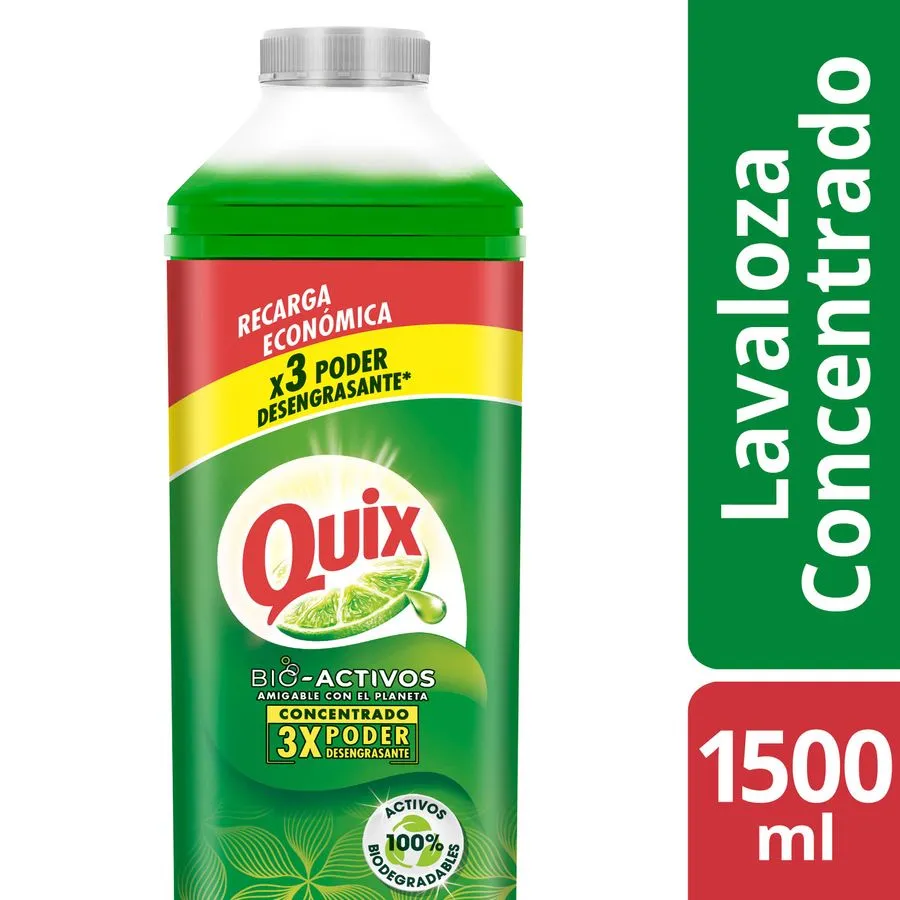 RECARGA
ECONÓMICA
x3 PODER
DESENGRASANTE*
Quix
BIO-ACTIVOS
AMIGABLE CON EL PLANETA
CONCENTRADO
3X PODER
DESENGRASANTE
ACTIVOS
100%
BIODEGRADABLES
Lavaloza
Concentrado
1500
ml